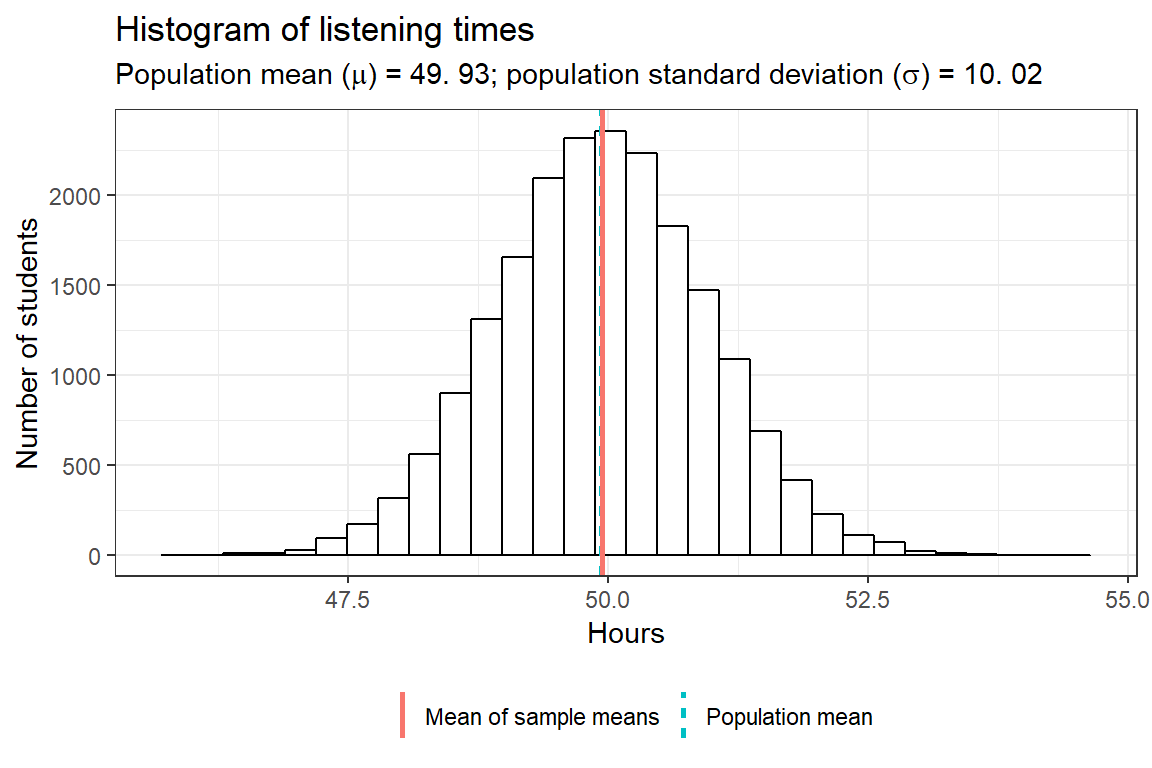 Histogram of listening times
Population mean (μ) = 49. 93; population standard deviation (σ) = 10. 02
Number of students
2000
1500
1000
500
0
47.5 50.0 52.5 55.0
Hours
Mean of sample means Population mean